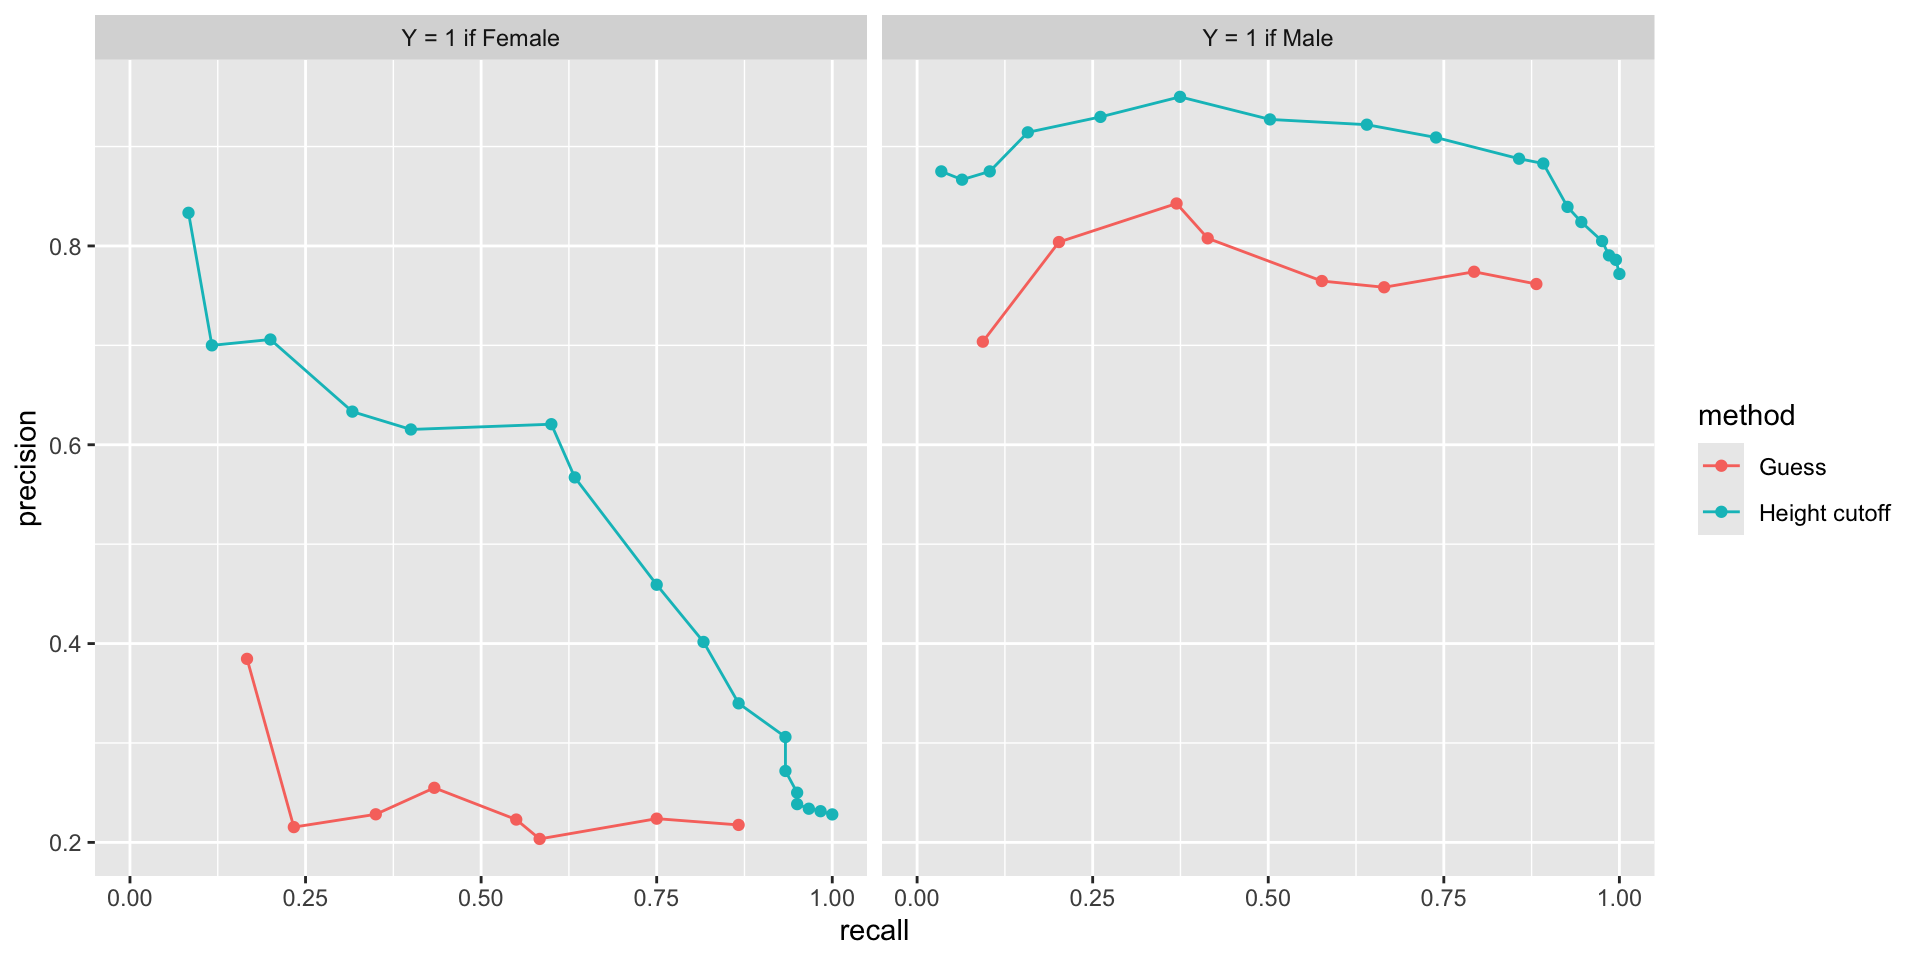 Y = 1 if Female
Y = 1 if Male
precision
0.8
0.6
0.4
0.2
0.00 0.25 0.50 0.75 1.00
0.00 0.25 0.50 0.75 1.00
recall
method
Guess
Height cutoff